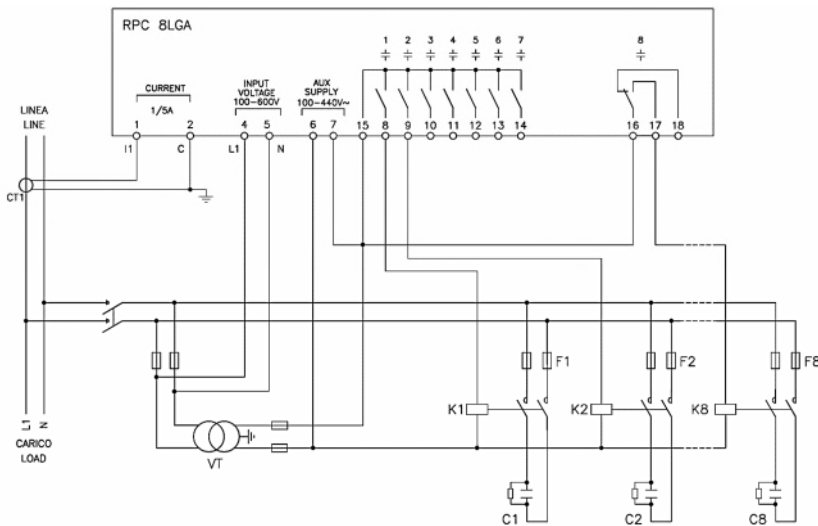 RPC 8LGA
1 2 3 4 5 6 7 8
CURRENT
1/5A
INPUT
VOLTAGE
100-600V
AUX
SUPPLY
100-440V~
LINEA
LINE
1 2 4 5 6 7 15 8 9 10 11 12 13 14 16 17 18
I1 C L1 N
CT1
F1 F2 F8
K1 K2 K8
L1 N
CARICO
LOAD
VT
C1 C2 C8